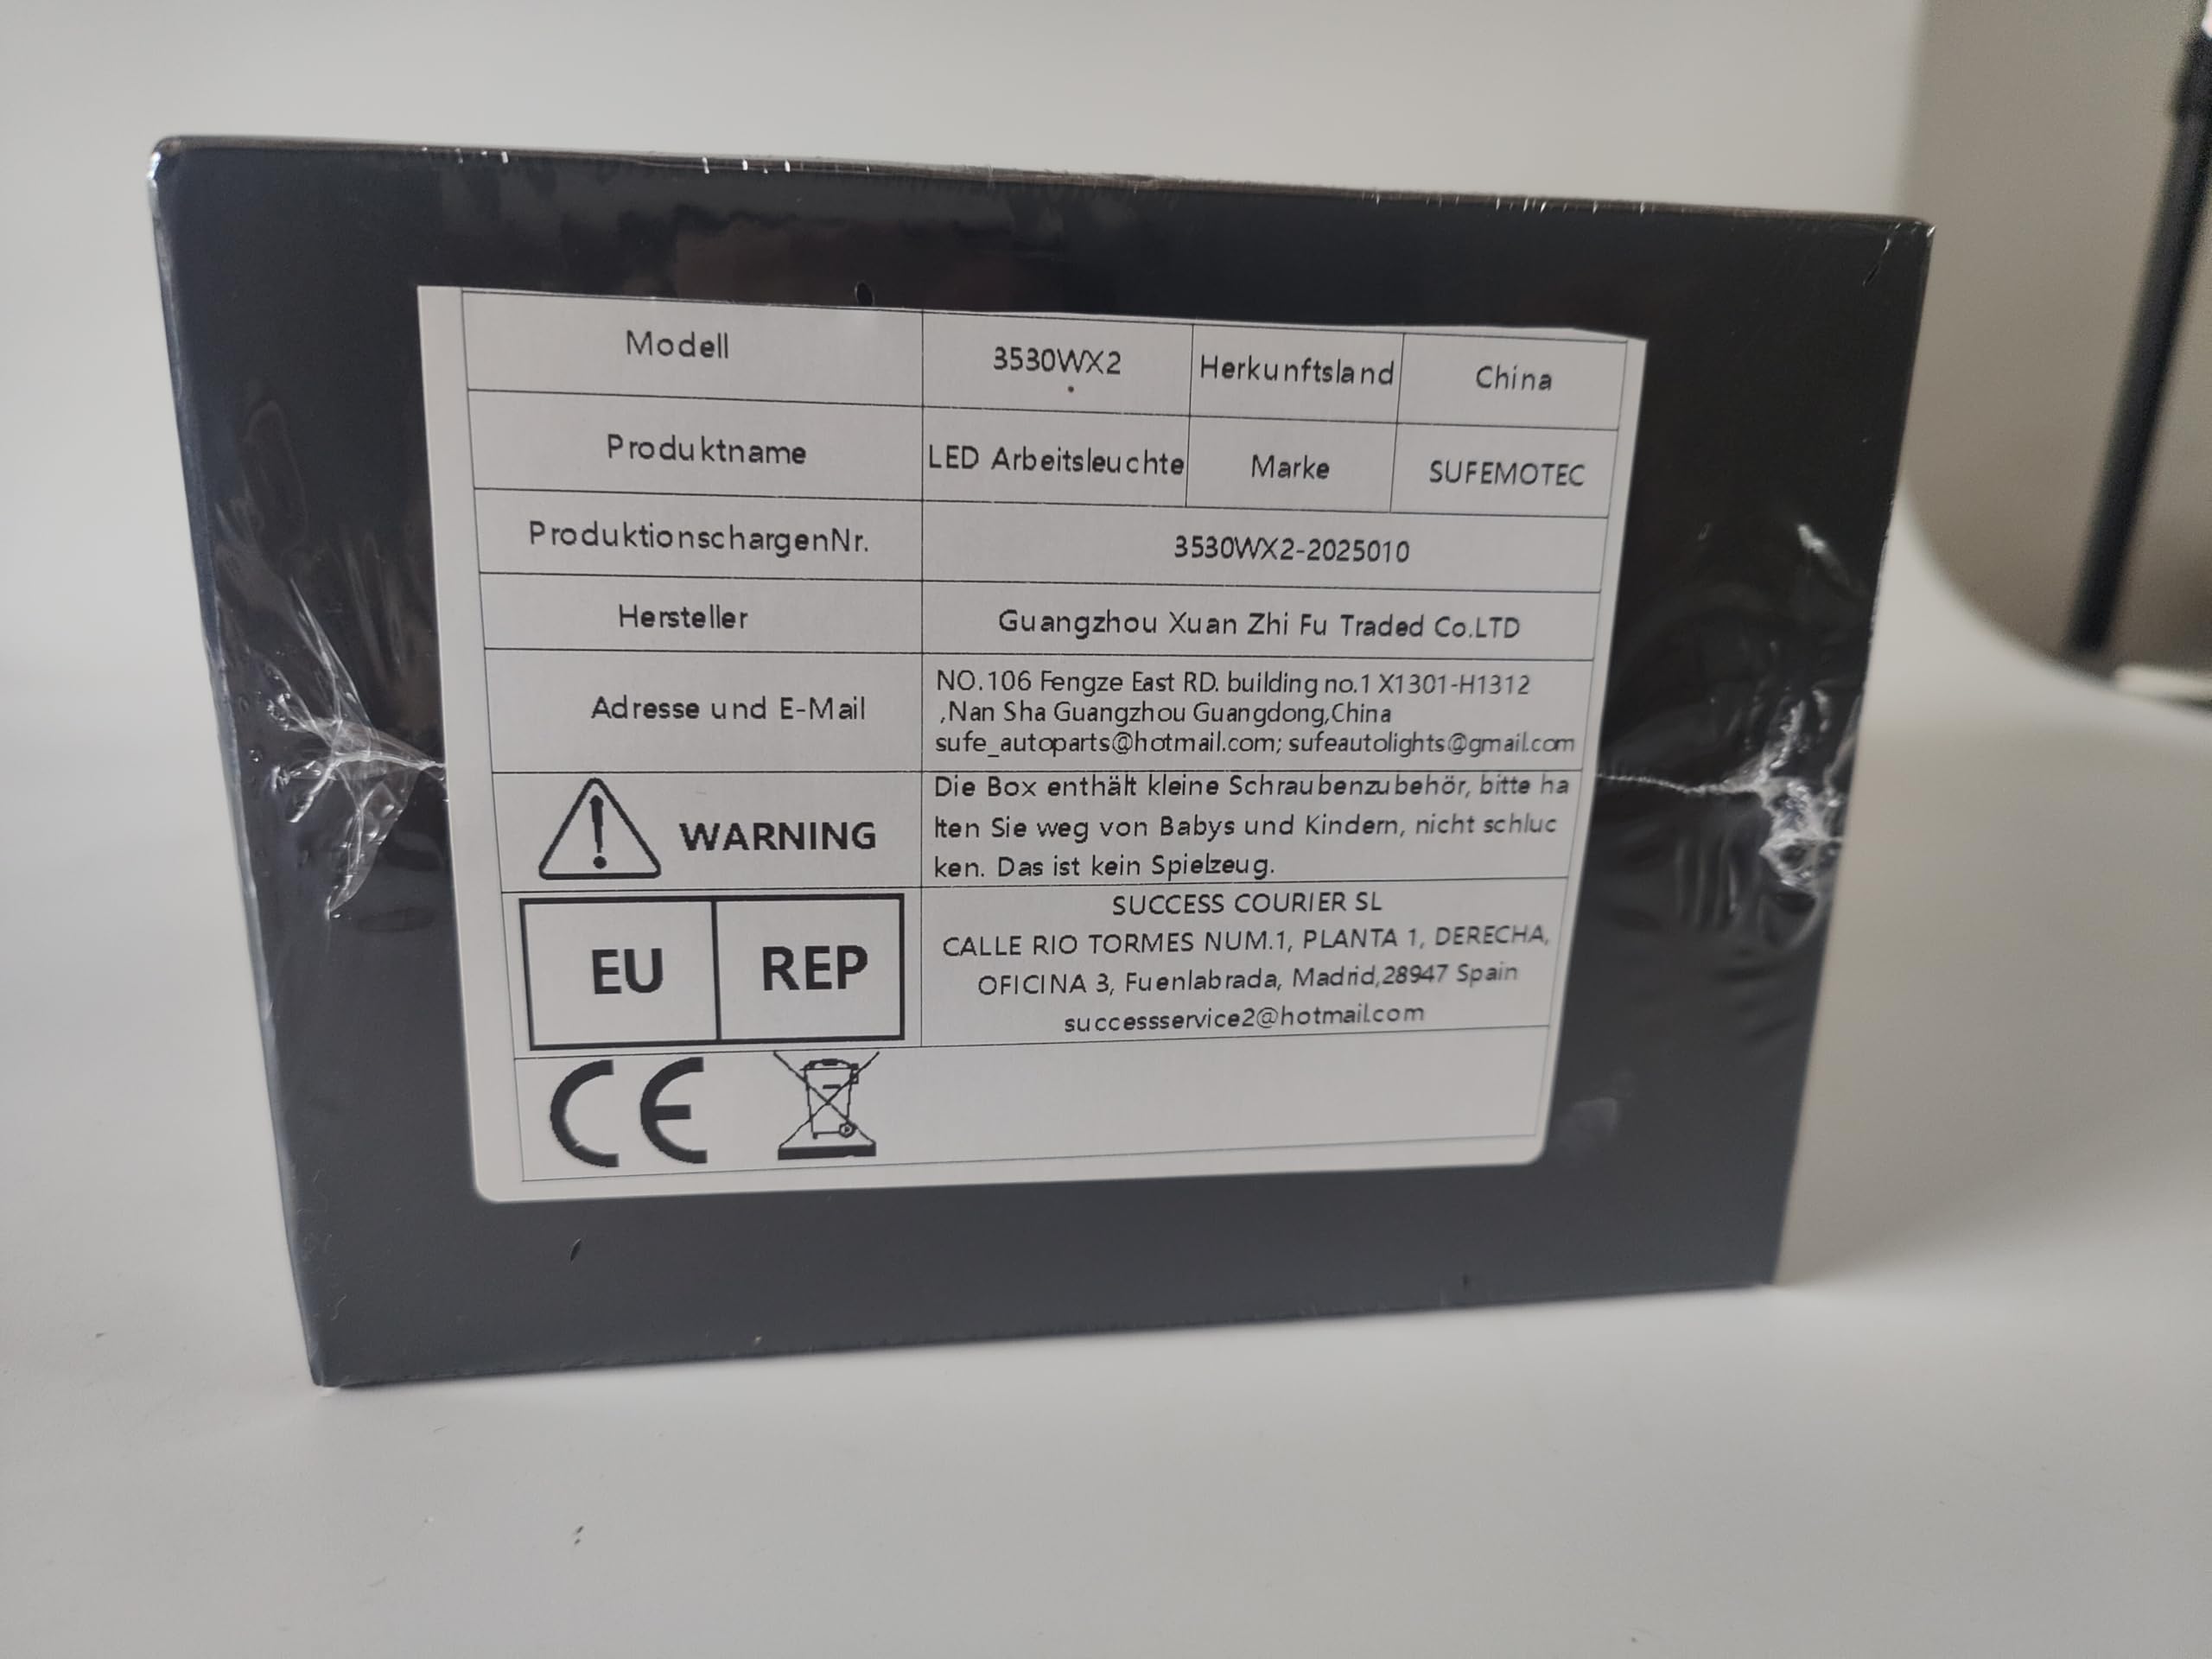 Modell 3530WX2 Herkunftsland China
Produktname LED Arbeitsleuchte Marke SUFEMOTEC
ProduktionschargenNr. 3530WX2-2025010
Hersteller Guangzhou Xuan Zhi Fu Traded Co.LTD
Adresse und E-Mail
NO.106 Fengze East RD. building no.1 X1301-H1312
,Nan Sha Guangzhou Guangdong,China
sufe_autoparts@hotmail.com; sufeautolights@gmail.com
WARNING
Die Box enthält kleine Schraubenzubehör, bitte ha
lten Sie weg von Babys und Kindern, nicht schluc
ken. Das ist kein Spielzeug.
EU REP
SUCCESS COURIER SL
CALLE RIO TORMES NUM.1, PLANTA 1, DERECHA,
OFICINA 3, Fuenlabrada, Madrid,28947 Spain
successservice2@hotmail.com
CE